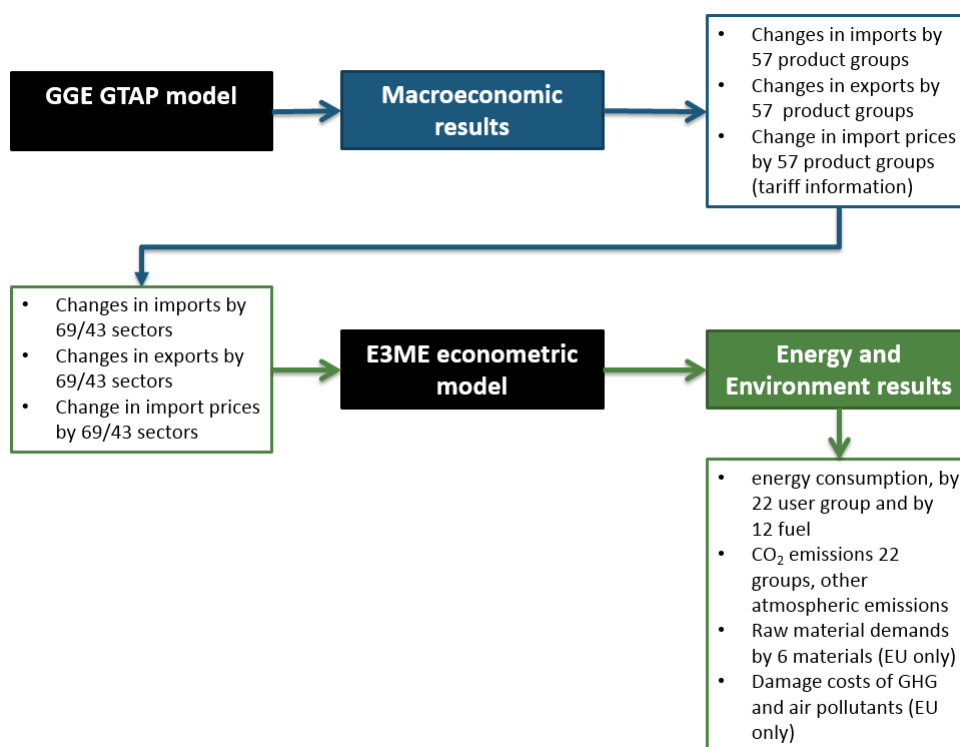 GGE GTAP model
Macroeconomic
results
• Changes in imports by
57 product groups
• Changes in exports by
57 product groups
• Change in import prices
by 57 product groups
(tariff information)
• Changes in imports by
69/43 sectors
• Changes in exports by
69/43 sectors
• Change in import prices
by 69/43 sectors
E3ME econometric
model
Energy and
Environment results
• energy consumption, by
22 user group and by
12 fuel
• CO₂ emissions 22
groups, other
atmospheric emissions
• Raw material demands
by 6 materials (EU only)
• Damage costs of GHG
and air pollutants (EU
only)